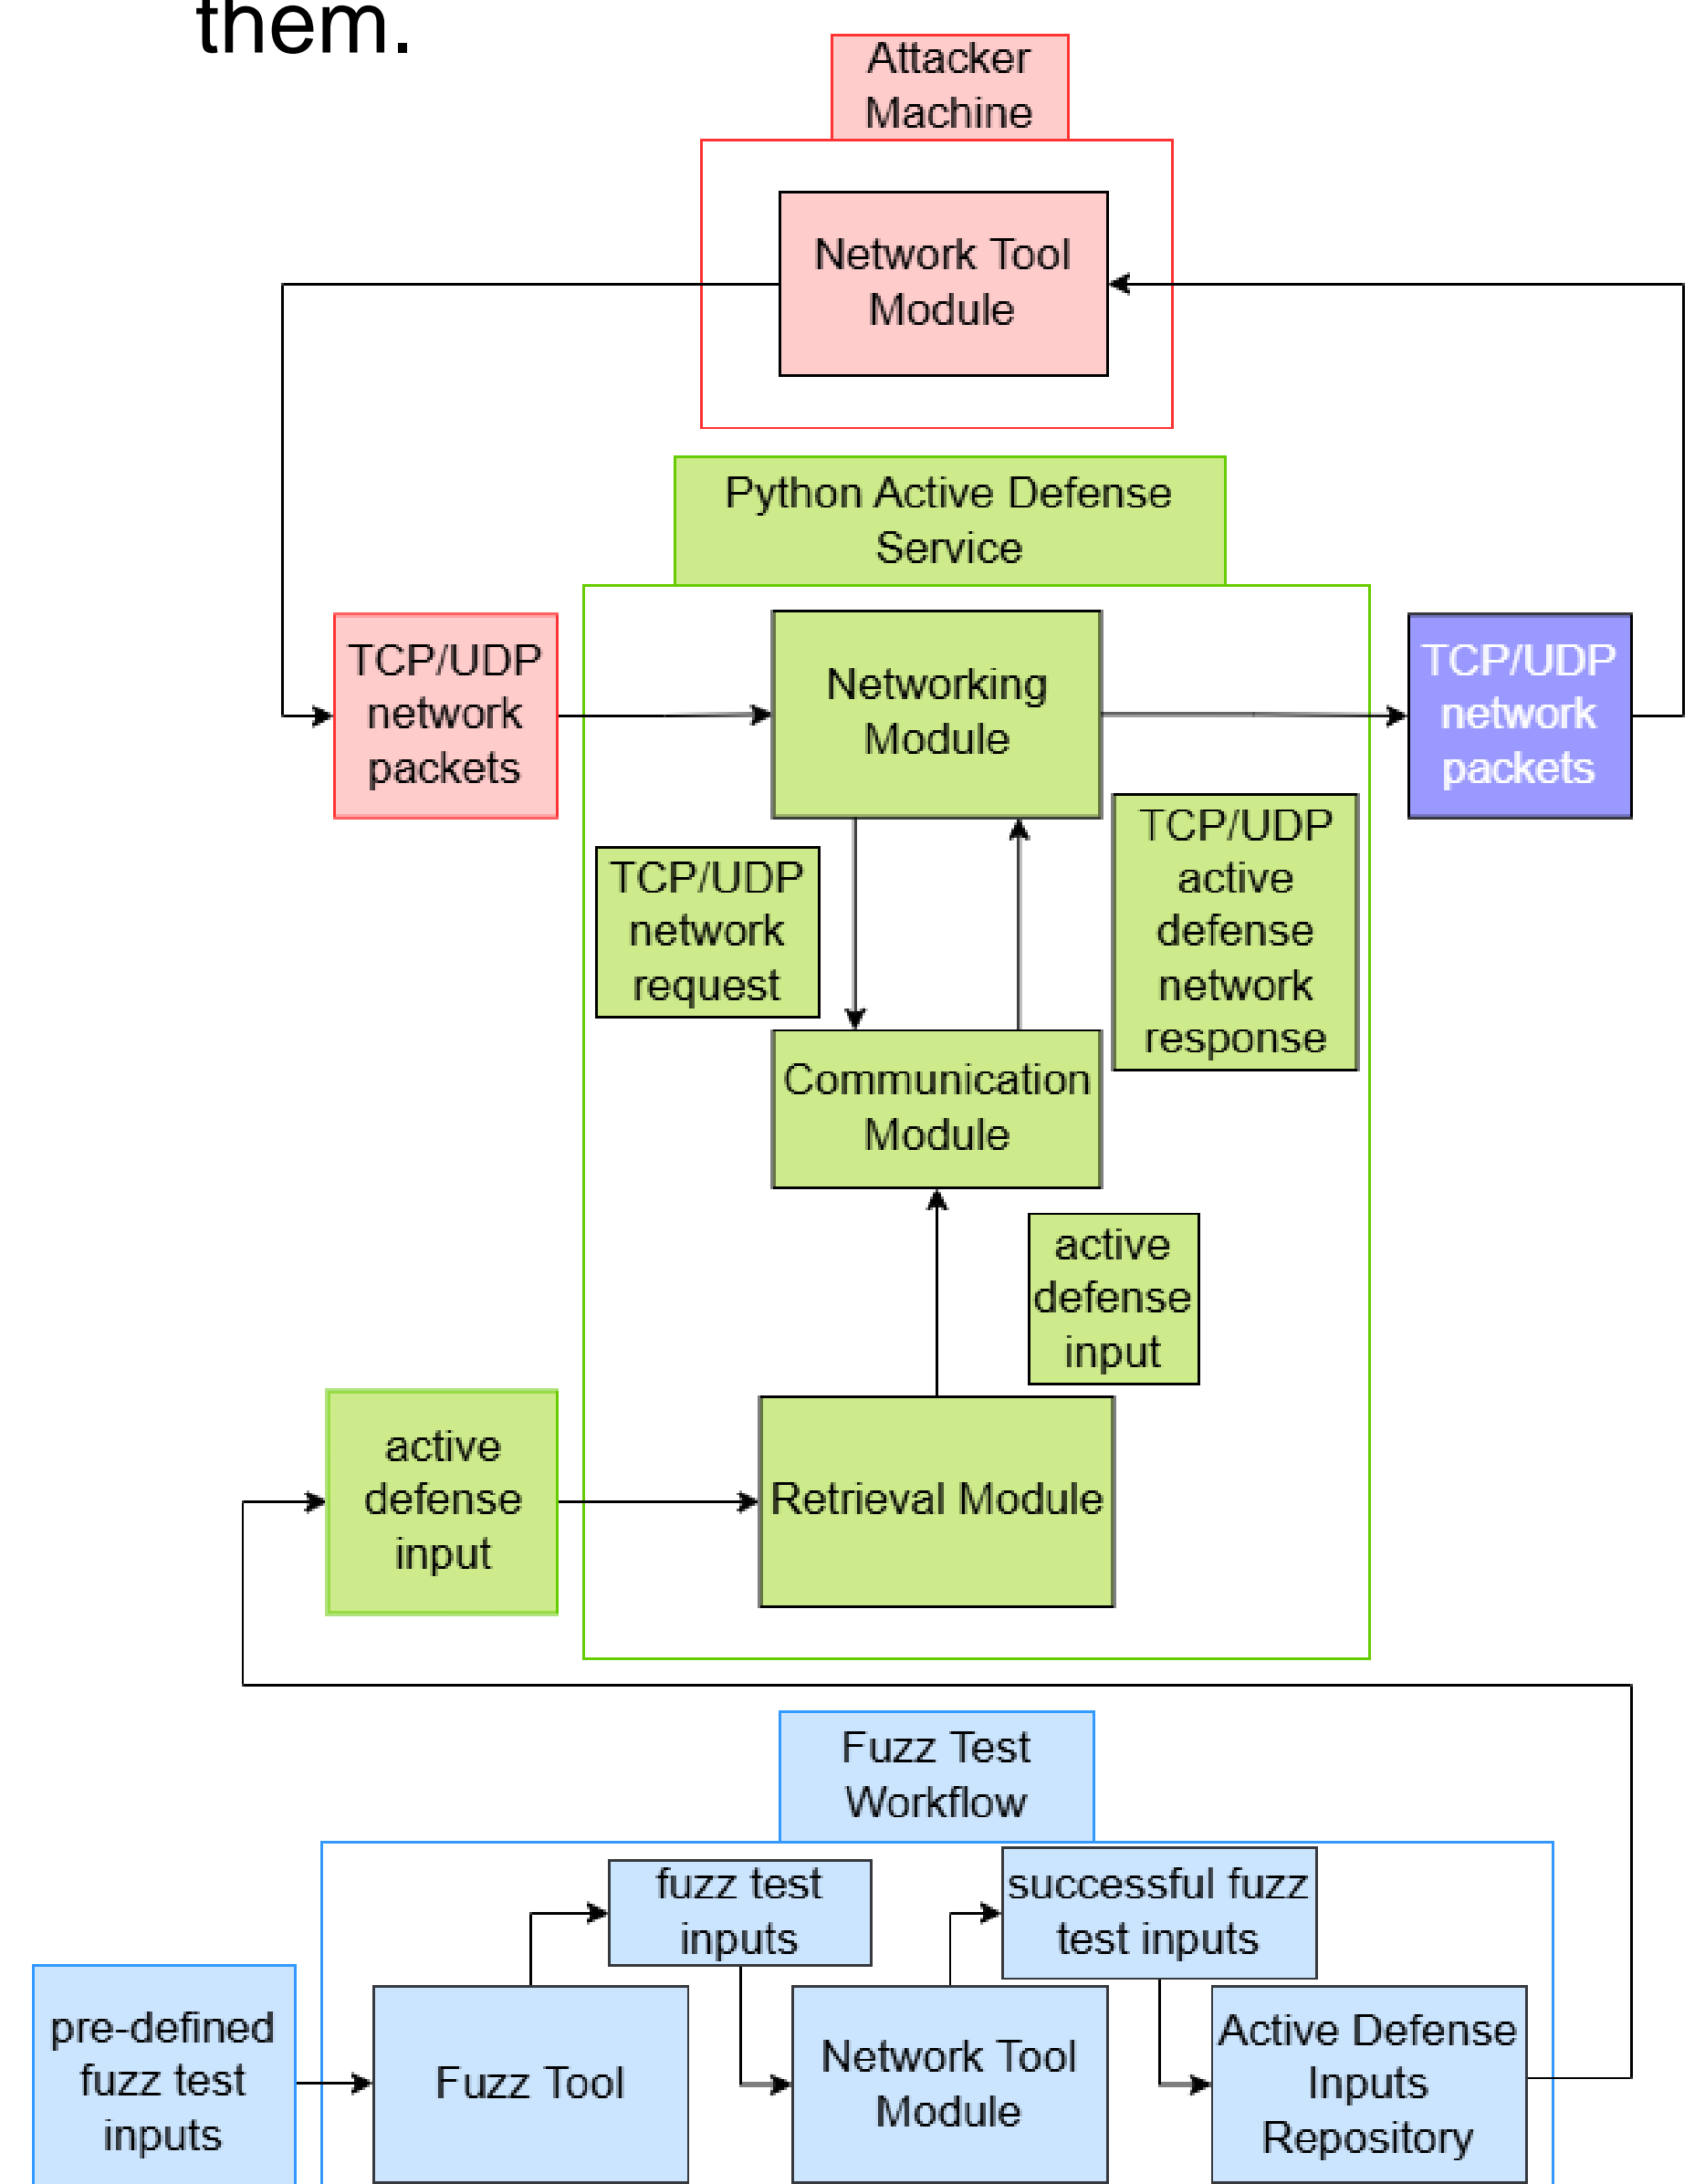 them.
Attacker
Machine
Network Tool
Module
Python Active Defense
Service
TCP/UDP
network
packets
Networking
Module
TCP/UDP
network
packets
TCP/UDP
network
request
TCP/UDP
active
defense
network
response
Communication
Module
active
defense
input
active
defense
input
Retrieval Module
Fuzz Test
Workflow
fuzz test
inputs
successful fuzz
test inputs
pre-defined
fuzz test
inputs
Fuzz Tool
Network Tool
Module
Active Defense
Inputs
Repository